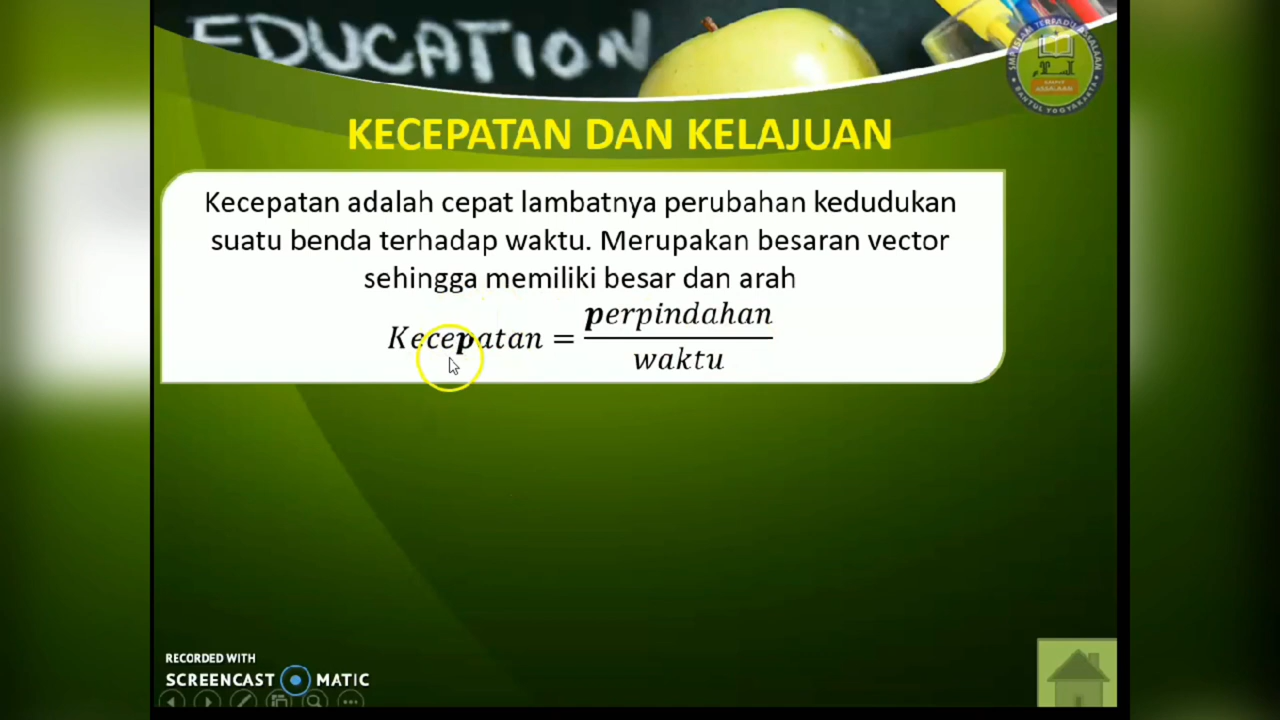 EDUCATION
KECEPATAN DAN KELAJUAN
Kecepatan adalah cepat lambatnya perubahan kedudukan
suatu benda terhadap waktu. Merupakan besaran vector
sehingga memiliki besar dan arah
Kecepatan = perpindahan / waktu
RECORDED WITH
SCREENCAST MATIC